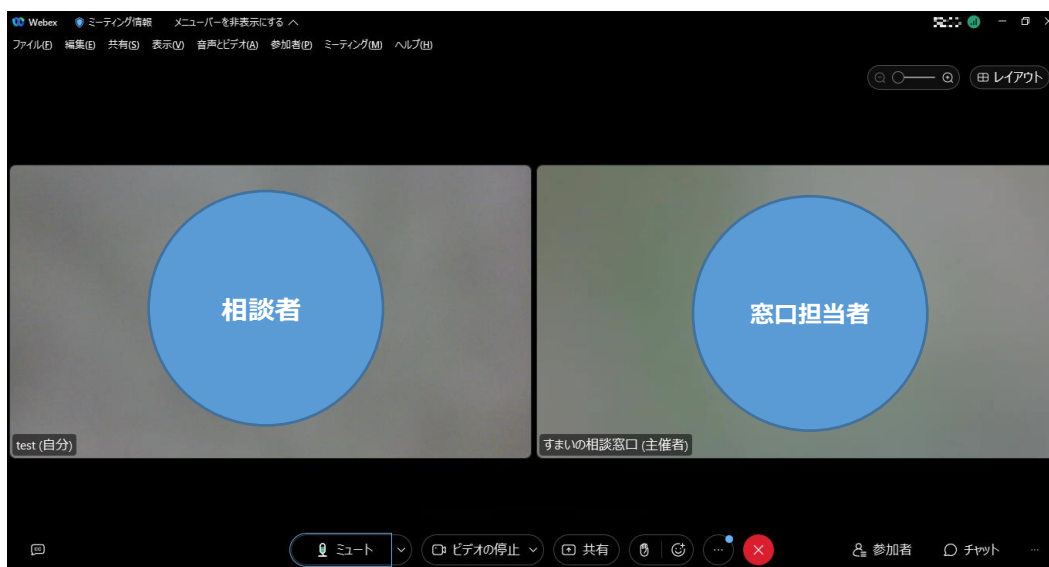 Webex ミーティング情報 メニューバーを非表示にする
ファイル(F) 編集(E) 共有(S) 表示(V) 音声とビデオ(A) 参加者(P) ミーティング(M) ヘルプ(H)
レイアウト
相談者
窓口担当者
test (自分)
すまいの相談窓口 (主催者)
ミュート ビデオの停止 共有 参加者 チャット